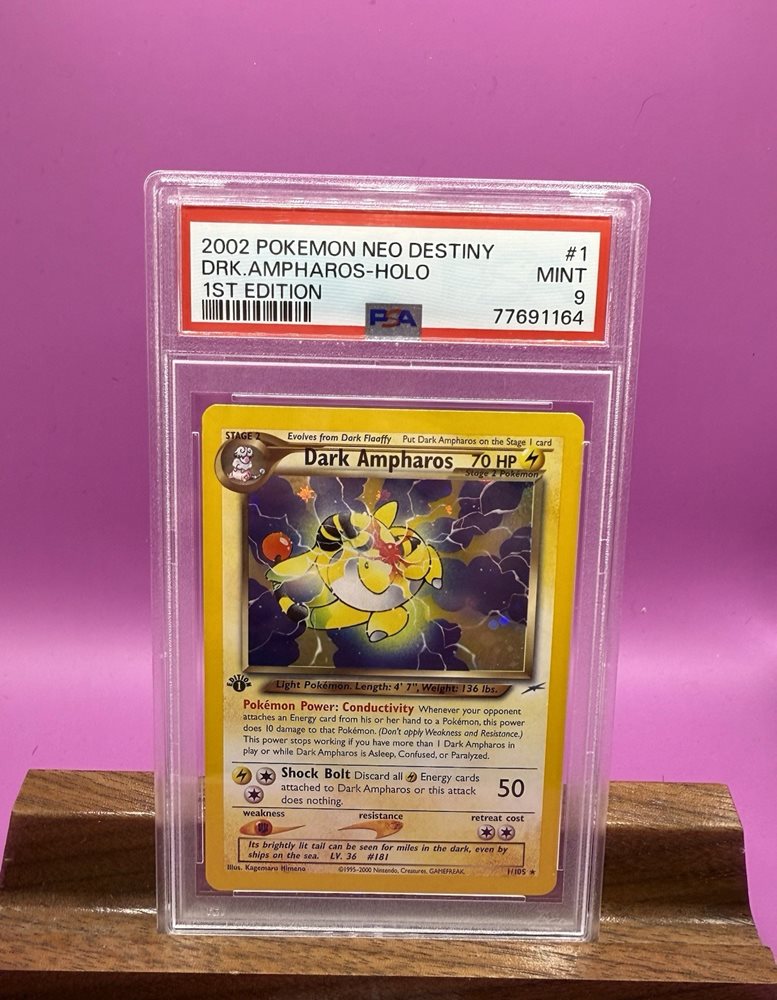 2002 POKEMON NEO DESTINY #1
DRK.AMPHAROS-HOLO MINT
1ST EDITION 9
PSA 77691164
STAGE 2 Evolves from Dark Flaaffy Put Dark Ampharos on the Stage 1 card
Dark Ampharos 70 HP
Stage 2 Pokémon
EDITION 1
Light Pokémon. Length: 4' 7", Weight: 136 lbs.
Pokémon Power: Conductivity Whenever your opponent
attaches an Energy card from his or her hand to a Pokémon, this power
does 10 damage to that Pokémon. (Don't apply Weakness and Resistance.)
This power stops working if you have more than 1 Dark Ampharos in
play or while Dark Ampharos is Asleep, Confused, or Paralyzed.
Shock Bolt Discard all Energy cards
attached to Dark Ampharos or this attack 50
does nothing.
weakness resistance retreat cost
Its brightly lit tail can be seen for miles in the dark, even by
ships on the sea. LV. 36 #181
Illus. Kagemaru Himeno ©1995-2000 Nintendo, Creatures, GAMEFREAK. 1/105